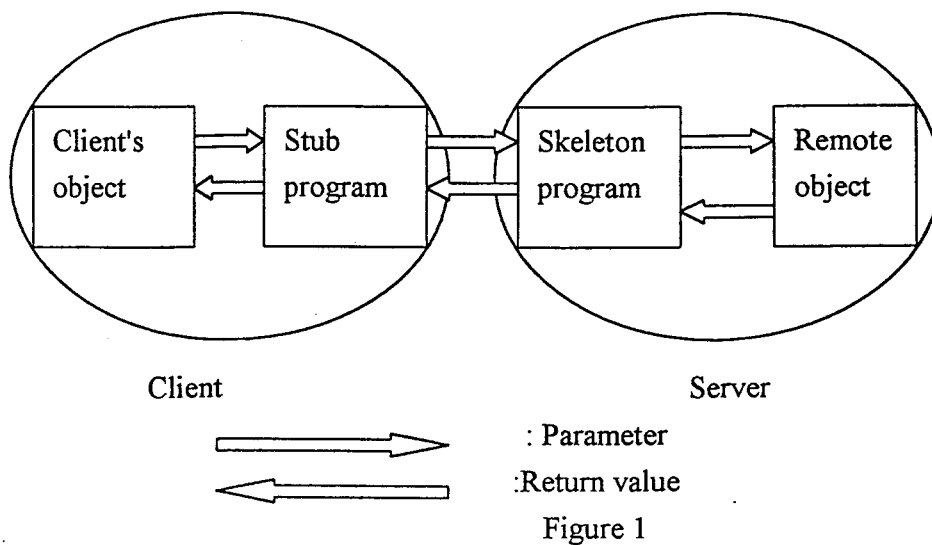 Client's
object
Stub
program
Skeleton
program
Remote
object
Client
Server
: Parameter
:Return value
Figure 1